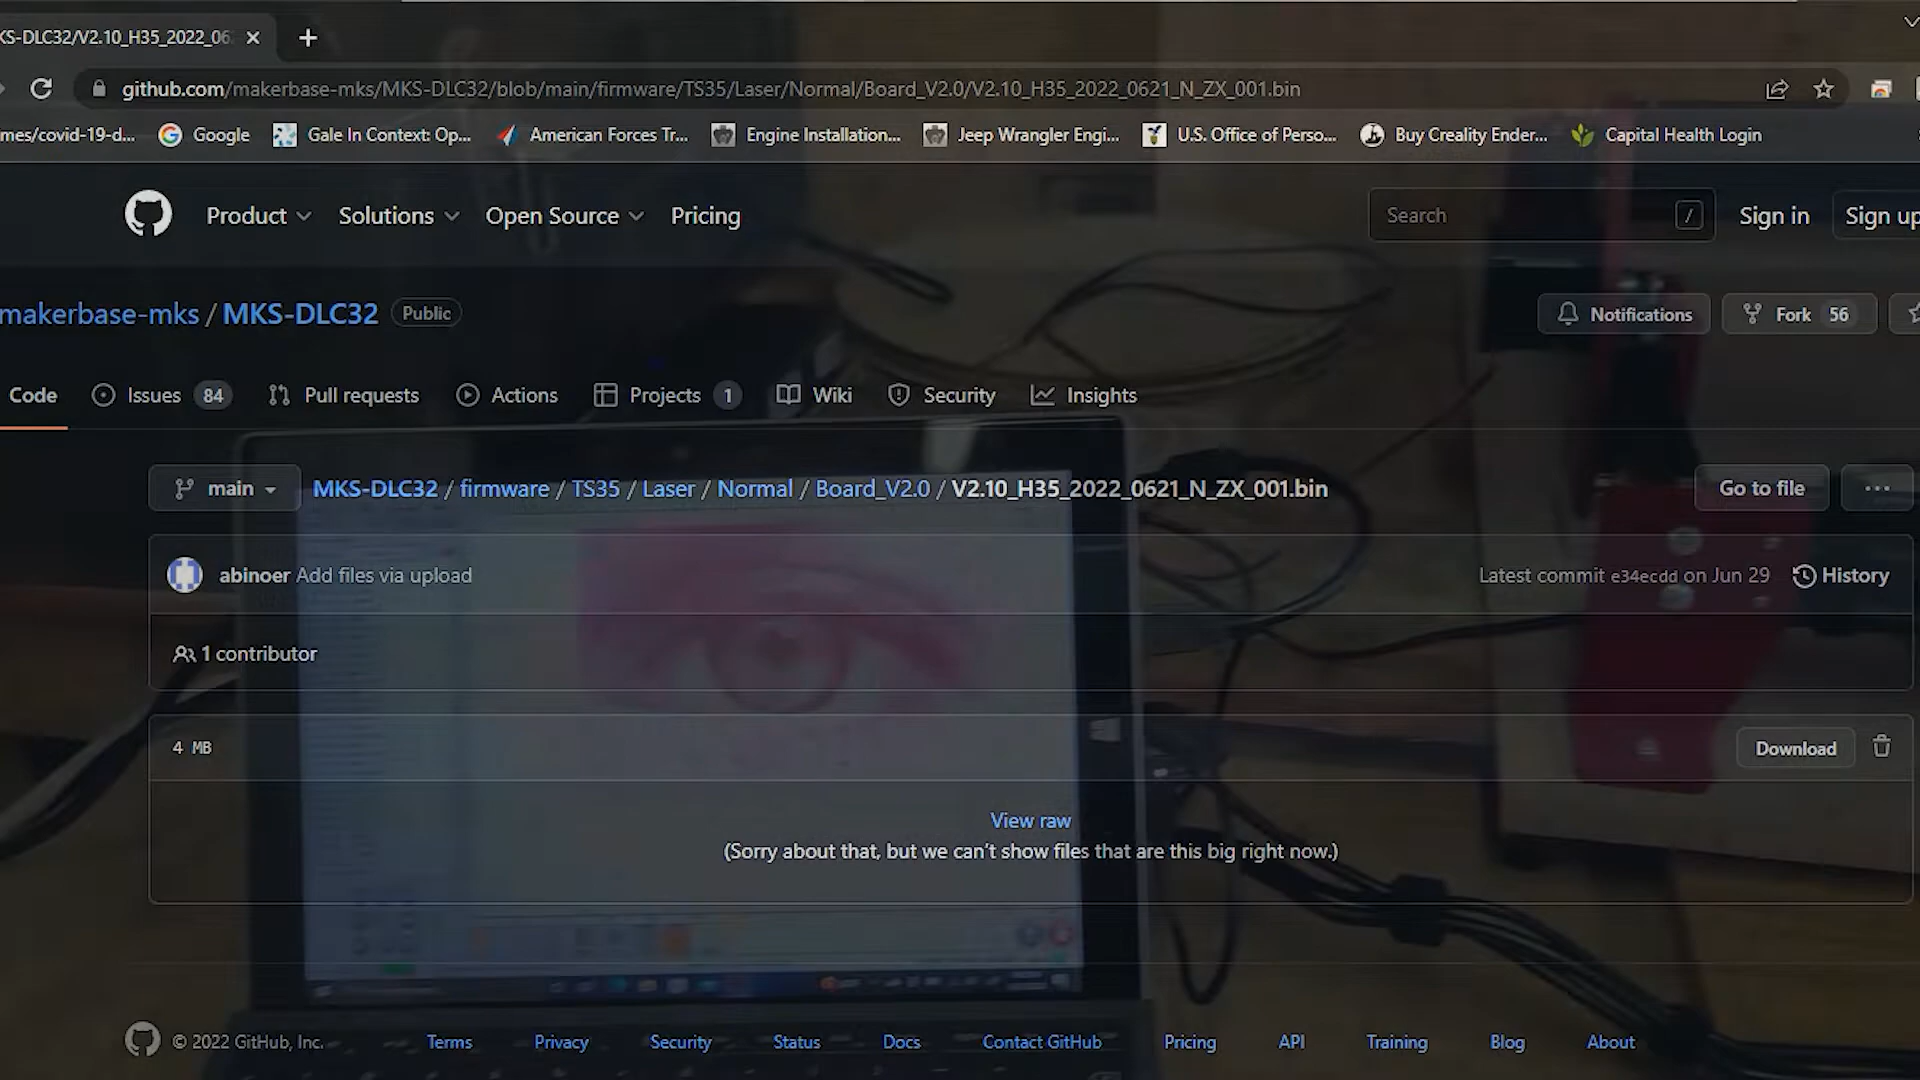 KS-DLC32/V2.10_H35_2022_06
github.com/makerbase-mks/MKS-DLC32/blob/main/firmware/TS35/Laser/Normal/Board_V2.0/V2.10_H35_2022_0621_N_ZX_001.bin
mes/covid-19-d... Google Gale In Context: Op... American Forces Tr... Engine Installation... Jeep Wrangler Engi... U.S. Office of Perso... Buy Creality Ender... Capital Health Login
Product Solutions Open Source Pricing Search / Sign in Sign up
makerbase-mks / MKS-DLC32 Public Notifications Fork 56
Code Issues 84 Pull requests Actions Projects 1 Wiki Security Insights
main MKS-DLC32 / firmware / TS35 / Laser / Normal / Board_V2.0 / V2.10_H35_2022_0621_N_ZX_001.bin Go to file ...
abinoer Add files via upload Latest commit e34ecdd on Jun 29 History
1 contributor
4 MB Download
View raw
(Sorry about that, but we can't show files that are this big right now.)
© 2022 GitHub, Inc. Terms Privacy Security Status Docs Contact GitHub Pricing API Training Blog About